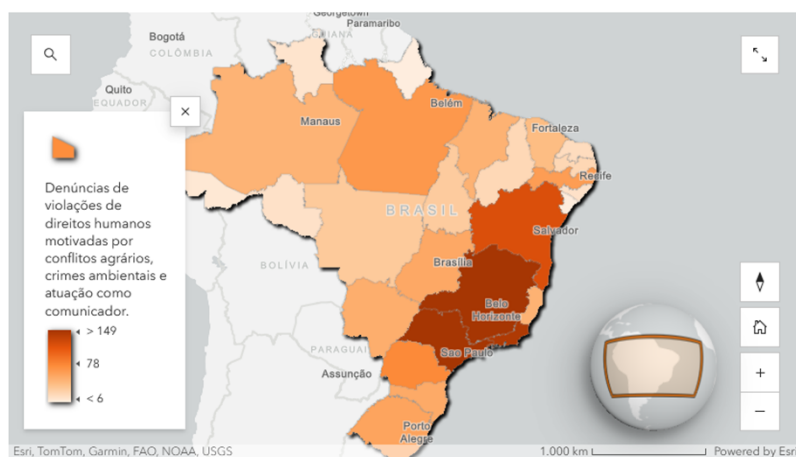 Georgetown
Paramaribo
GUIANA
Bogotá
COLÔMBIA
Quito
EQUADOR
Belém
Manaus
Fortaleza
Recife
BRASIL
Salvador
Brasília
BOLÍVIA
Belo
Horizonte
Sao Paulo
PARAGUAI
Assunção
Porto
Alegre
Denúncias de
violações de
direitos humanos
motivadas por
conflitos agrários,
crimes ambientais e
atuação como
comunicador.
> 149
78
< 6
Esri, TomTom, Garmin, FAO, NOAA, USGS
1.000 km
Powered by Esri